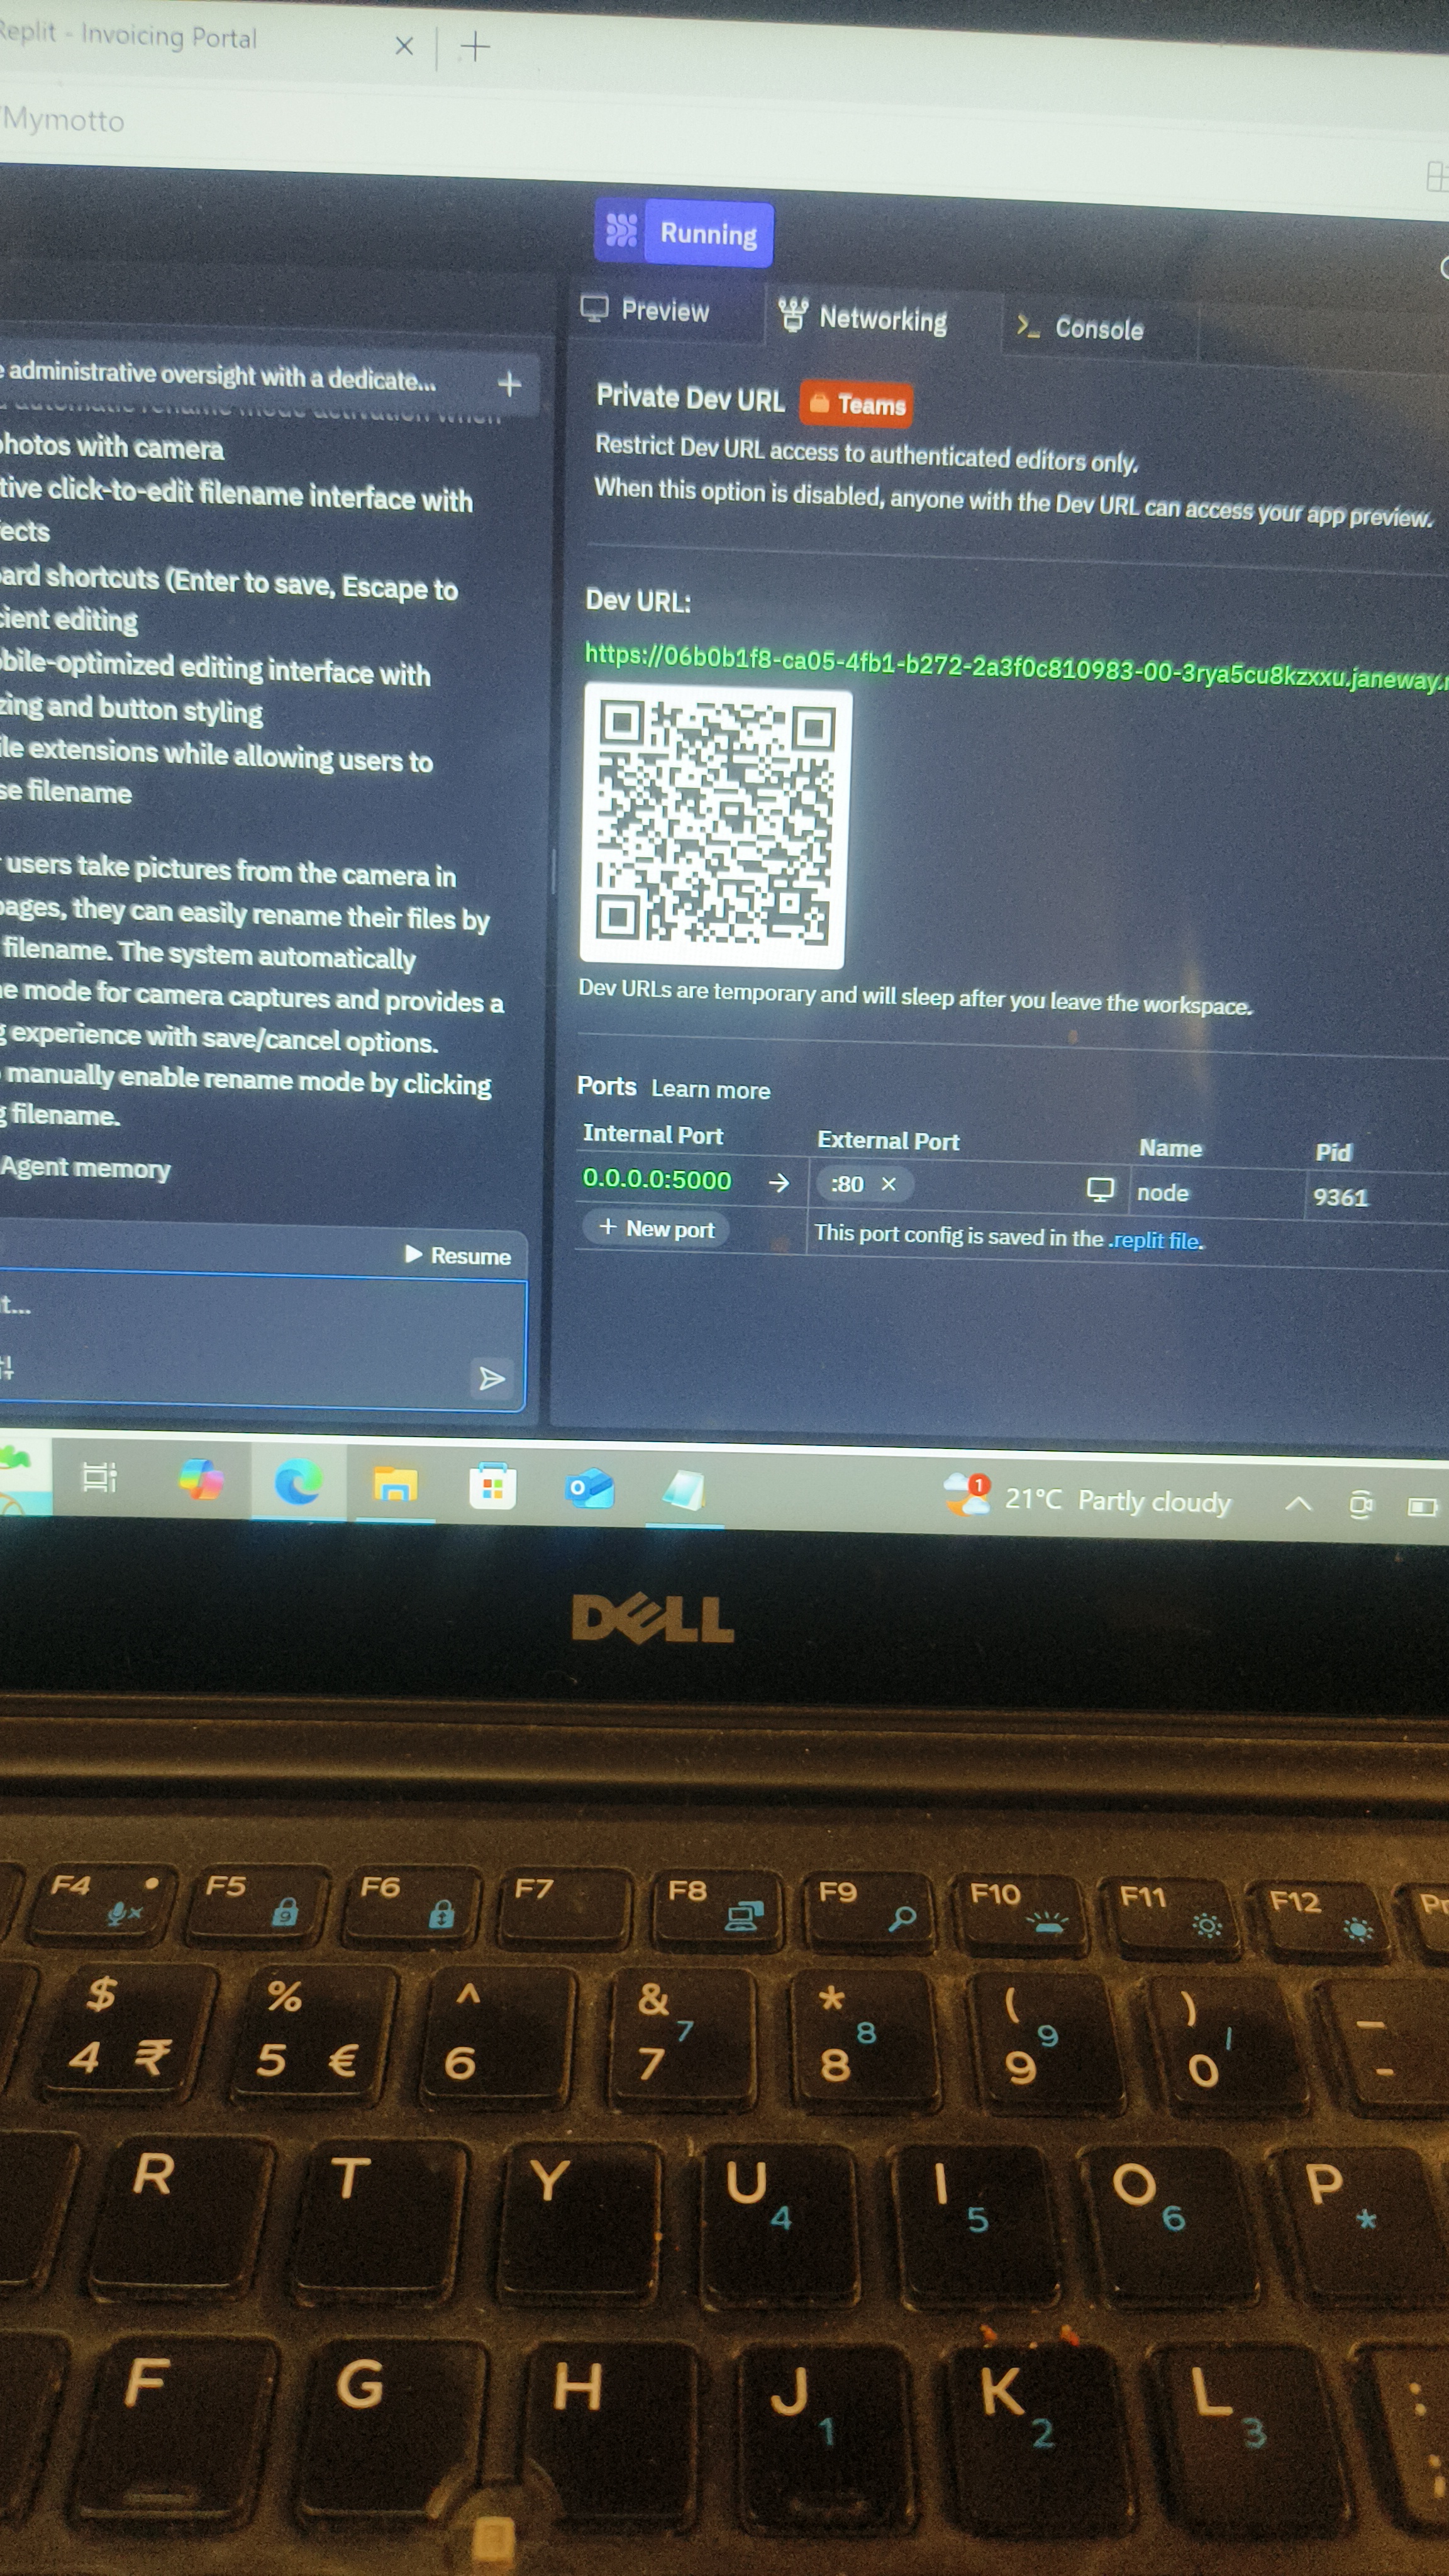 Replit - Invoicing Portal
/Mymotto
Running
Preview
Networking
Console
e administrative oversight with a dedicate...
automatic rename mode activation when
photos with camera
tive click-to-edit filename interface with
ects
ard shortcuts (Enter to save, Escape to
cient editing
bile-optimized editing interface with
zing and button styling
ile extensions while allowing users to
se filename
users take pictures from the camera in
pages, they can easily rename their files by
filename. The system automatically
e mode for camera captures and provides a
g experience with save/cancel options.
manually enable rename mode by clicking
g filename.
Agent memory
Resume
t...
Private Dev URL Teams
Restrict Dev URL access to authenticated editors only.
When this option is disabled, anyone with the Dev URL can access your app preview.
Dev URL:
https://06b0b1f8-ca05-4fb1-b272-2a3f0c810983-00-3rya5cu8kzxxu.janeway.r
Dev URLs are temporary and will sleep after you leave the workspace.
Ports Learn more
Internal Port External Port Name Pid
0.0.0.0:5000 → :80 × node 9361
+ New port This port config is saved in the .replit file.
1 21°C Partly cloudy
DELL
F4 F5 9 F6 F7 F8 F9 F10 F11 F12
$ % ^ & * ( ) _
4 ₹ 5 € 6 7 7 8 8 9 9 0 / -
R T Y U 4 I 5 O 6 P *
F G H J 1 K 2 L 3 : ;